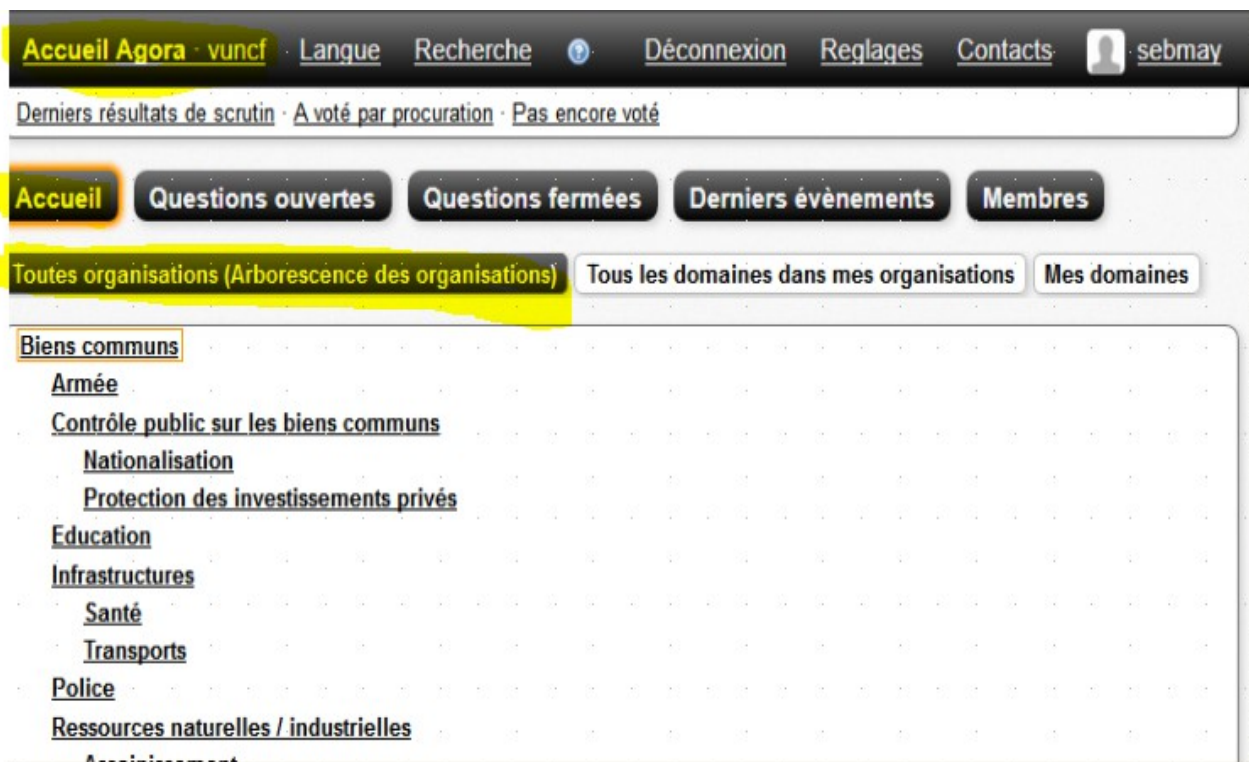 Accueil Agora · vuncf · Langue Recherche ? Déconnexion Reglages Contacts · sebmay
Derniers résultats de scrutin · A voté par procuration · Pas encore voté
Accueil Questions ouvertes Questions fermées Derniers évènements Membres
Toutes organisations (Arborescence des organisations) Tous les domaines dans mes organisations Mes domaines
Biens communs
Armée
Contrôle public sur les biens communs
Nationalisation
Protection des investissements privés
Education
Infrastructures
Santé
Transports
Police
Ressources naturelles / industrielles